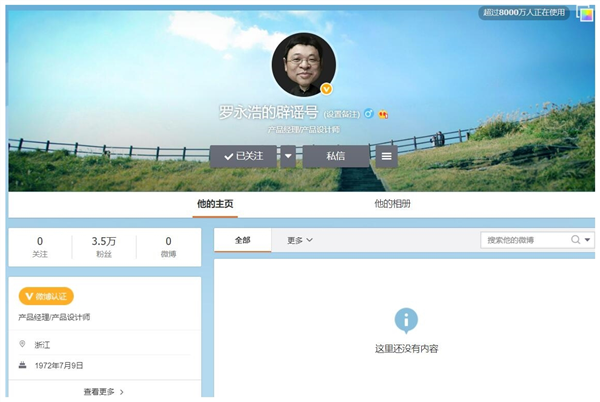 超过8000万人正在使用
罗永浩的辟谣号 (设置备注)
产品经理/产品设计师
已关注 私信
他的主页 他的相册
0 3.5万 0
关注 粉丝 微博
全部 更多 搜索他的微博
V 微博认证
产品经理/产品设计师
浙江
1972年7月9日
查看更多 >
这里还没有内容